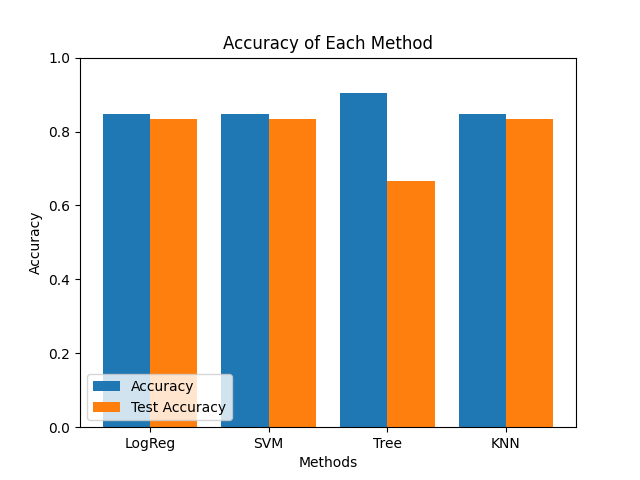 Accuracy of Each Method
Accuracy
1.0
0.8
0.6
0.4
0.2
0.0
Accuracy
Test Accuracy
LogReg SVM Tree KNN
Methods